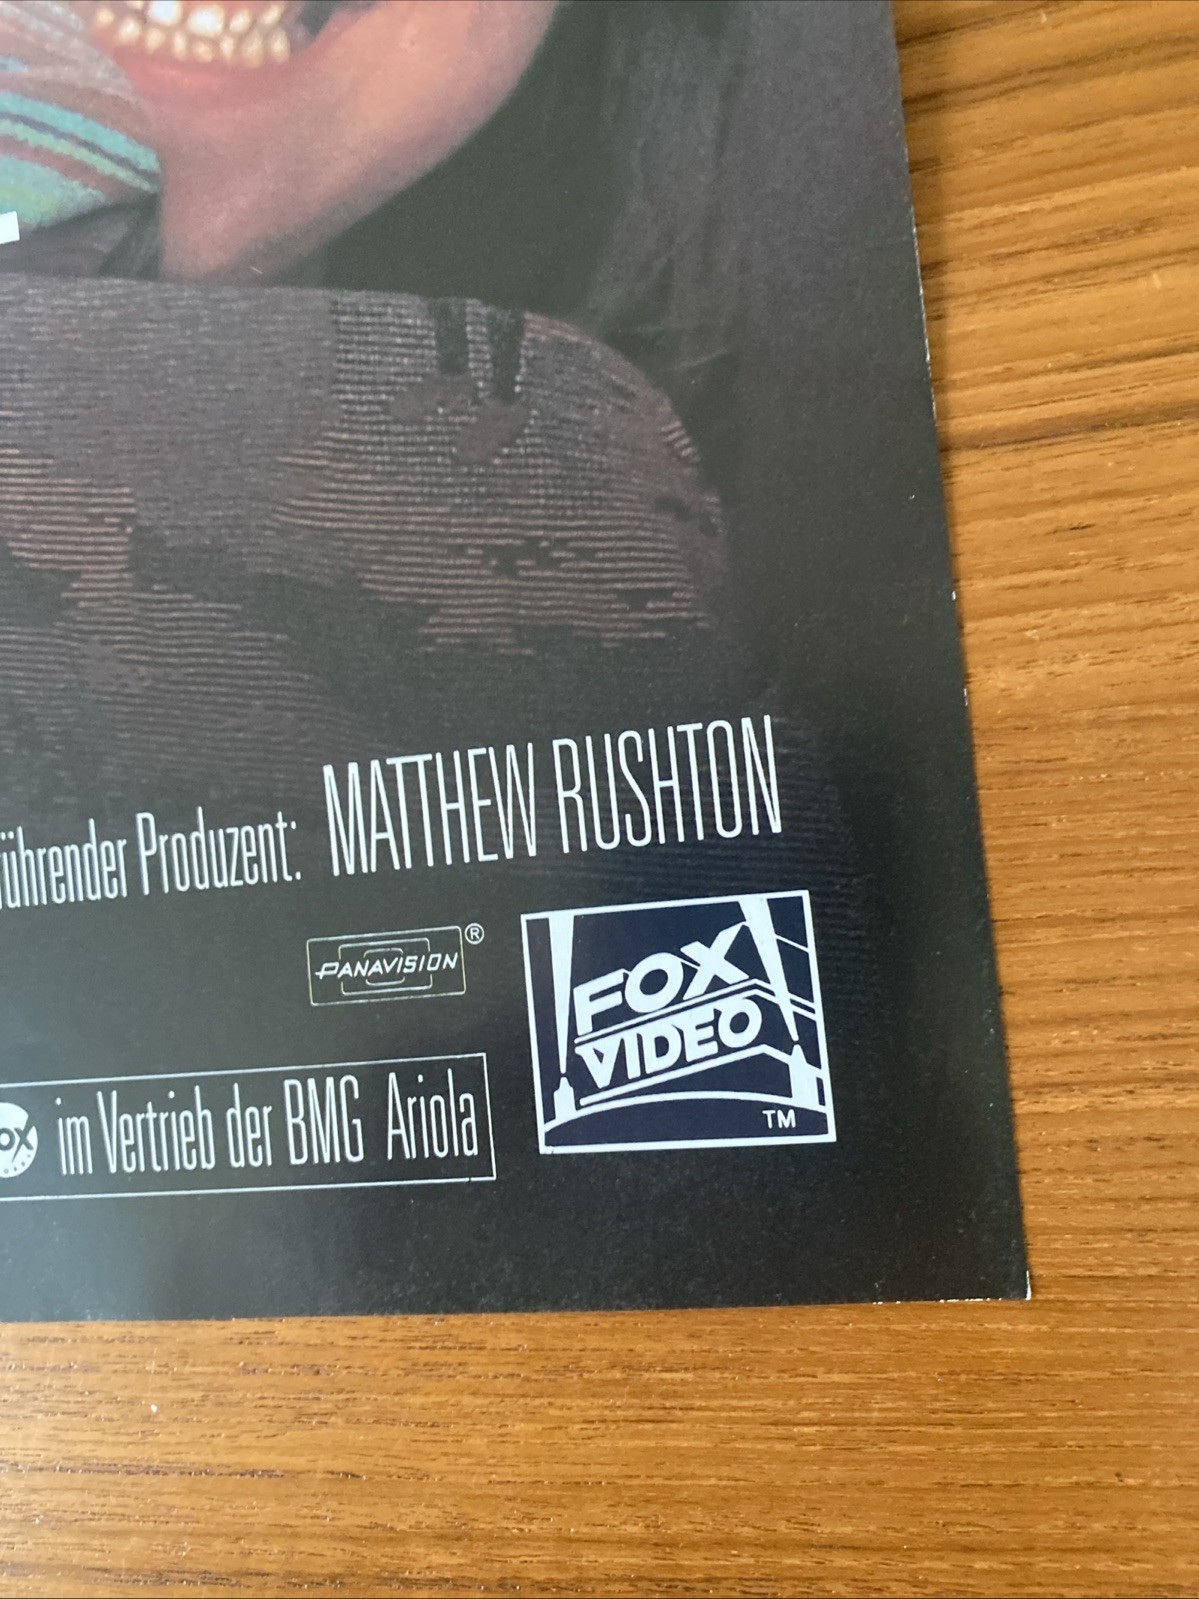 ührender Produzent: MATTHEW RUSHTON
PANAVISION ®
FOX
VIDEO
TM
im Vertrieb der BMG Ariola